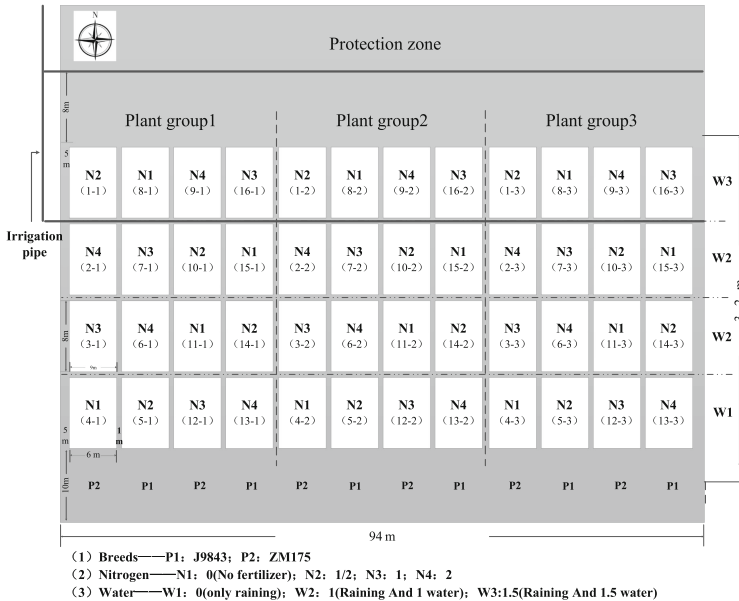 N
Protection zone
8m
Plant group1 Plant group2 Plant group3
5 m
N2 N1 N4 N3 N2 N1 N4 N3 N2 N1 N4 N3 W3
(1-1) (8-1) (9-1) (16-1) (1-2) (8-2) (9-2) (16-2) (1-3) (8-3) (9-3) (16-3)
Irrigation
pipe
N4 N3 N2 N1 N4 N3 N2 N1 N4 N3 N2 N1 W2
(2-1) (7-1) (10-1) (15-1) (2-2) (7-2) (10-2) (15-2) (2-3) (7-3) (10-3) (15-3)
8m
N3 N4 N1 N2 N3 N4 N1 N2 N3 N4 N1 N2 W2
(3-1) (6-1) (11-1) (14-1) (3-2) (6-2) (11-2) (14-2) (3-3) (6-3) (11-3) (14-3)
9m
N1 N2 N3 N4 N1 N2 N3 N4 N1 N2 N3 N4 W1
(4-1) (5-1) (12-1) (13-1) (4-2) (5-2) (12-2) (13-2) (4-3) (5-3) (12-3) (13-3)
5 m
1 m
6 m
10m
P2 P1 P2 P1 P2 P1 P2 P1 P2 P1 P2 P1
94 m
(1) Breeds——P1: J9843; P2: ZM175
(2) Nitrogen——N1: 0(No fertilizer); N2: 1/2; N3: 1; N4: 2
(3) Water——W1: 0(only raining); W2: 1(Raining And 1 water); W3:1.5(Raining And 1.5 water)